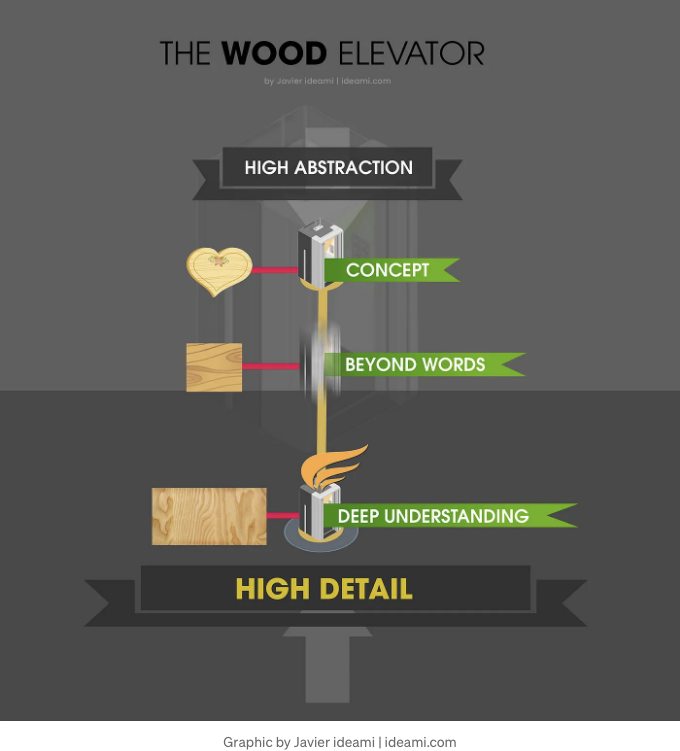 THE WOOD ELEVATOR
by Javier ideami | ideami.com
HIGH ABSTRACTION
CONCEPT
BEYOND WORDS
DEEP UNDERSTANDING
HIGH DETAIL
Graphic by Javier ideami | ideami.com